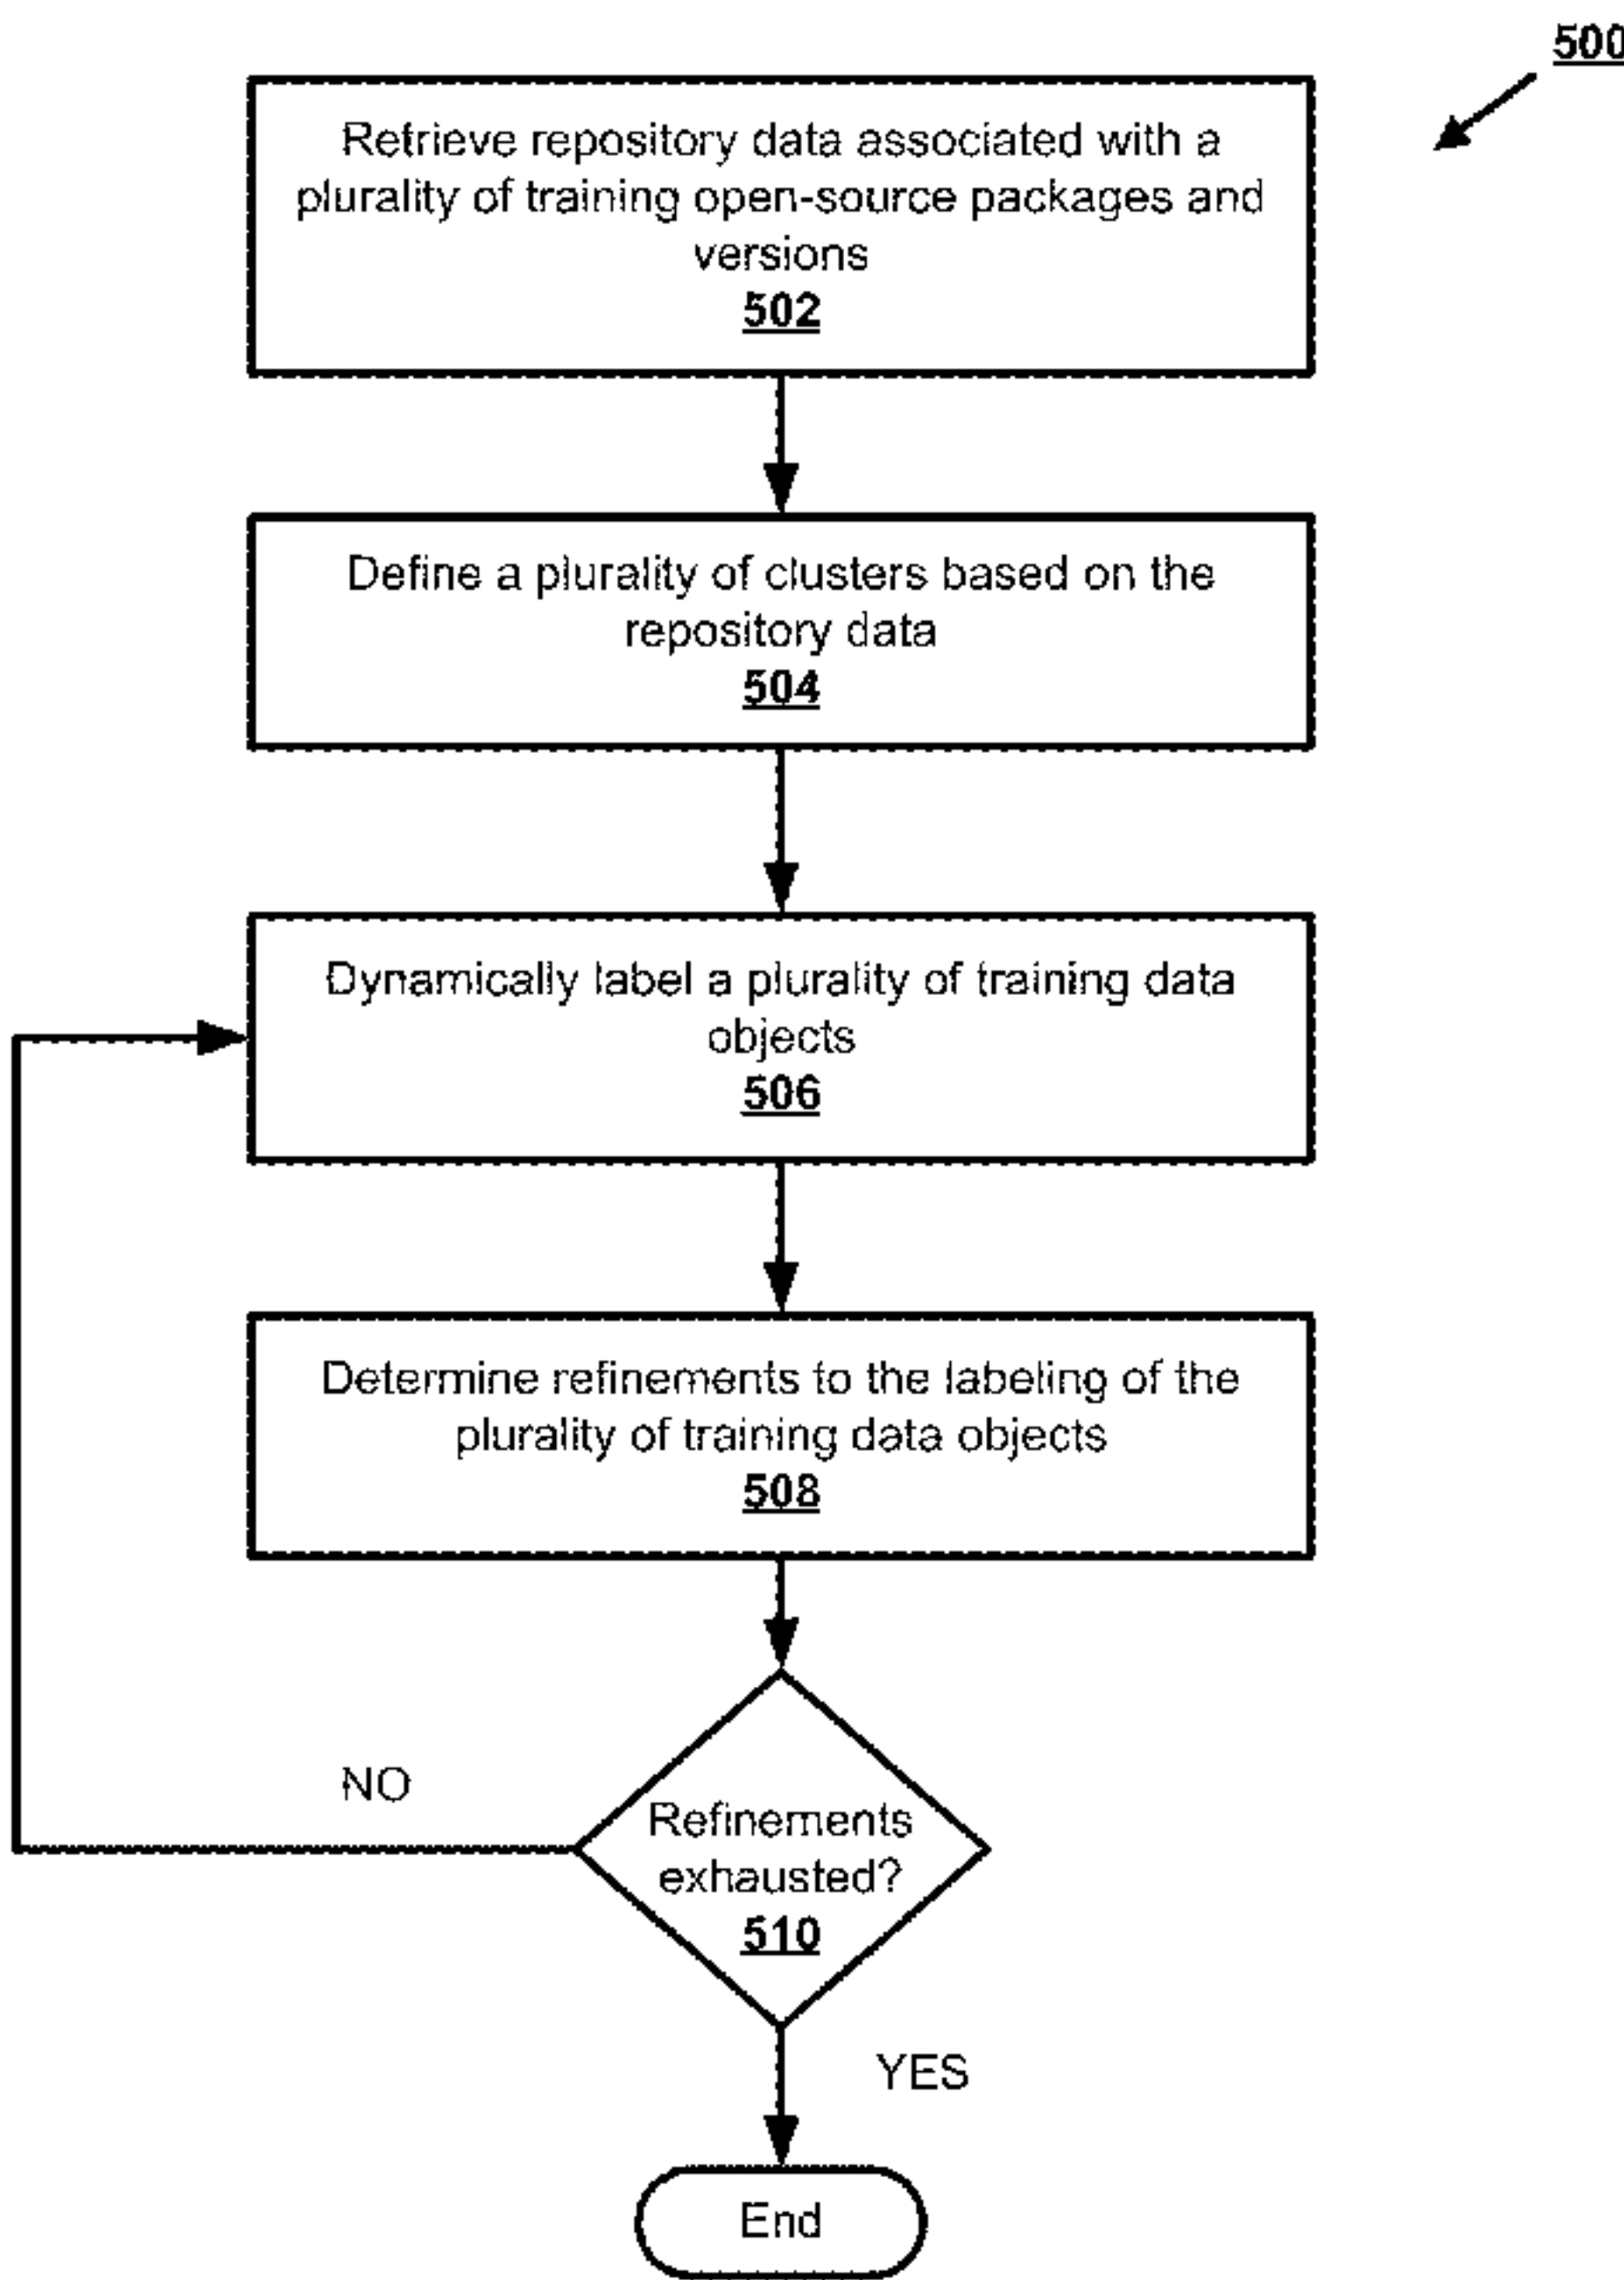 500
Retrieve repository data associated with a
plurality of training open-source packages and
versions
502
Define a plurality of clusters based on the
repository data
504
Dynamically label a plurality of training data
objects
506
Determine refinements to the labeling of the
plurality of training data objects
508
NO
Refinements
exhausted?
510
YES
End